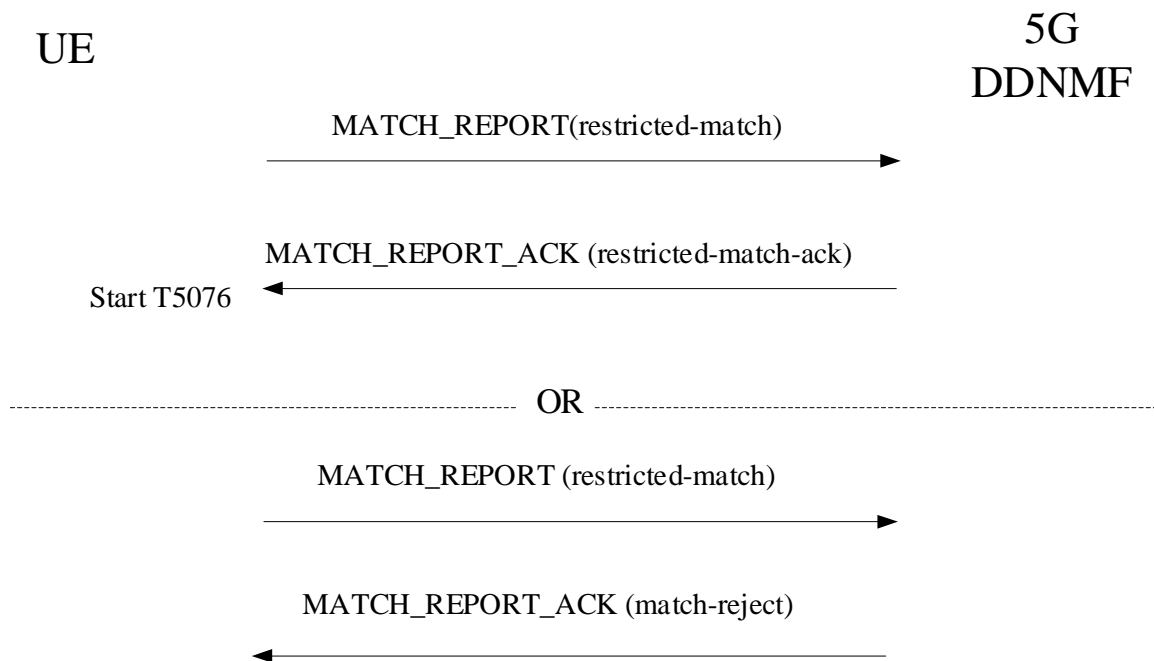 UE
5G
DDNMF
MATCH_REPORT(restricted-match)
MATCH_REPORT_ACK (restricted-match-ack)
Start T5076
OR
MATCH_REPORT (restricted-match)
MATCH_REPORT_ACK (match-reject)